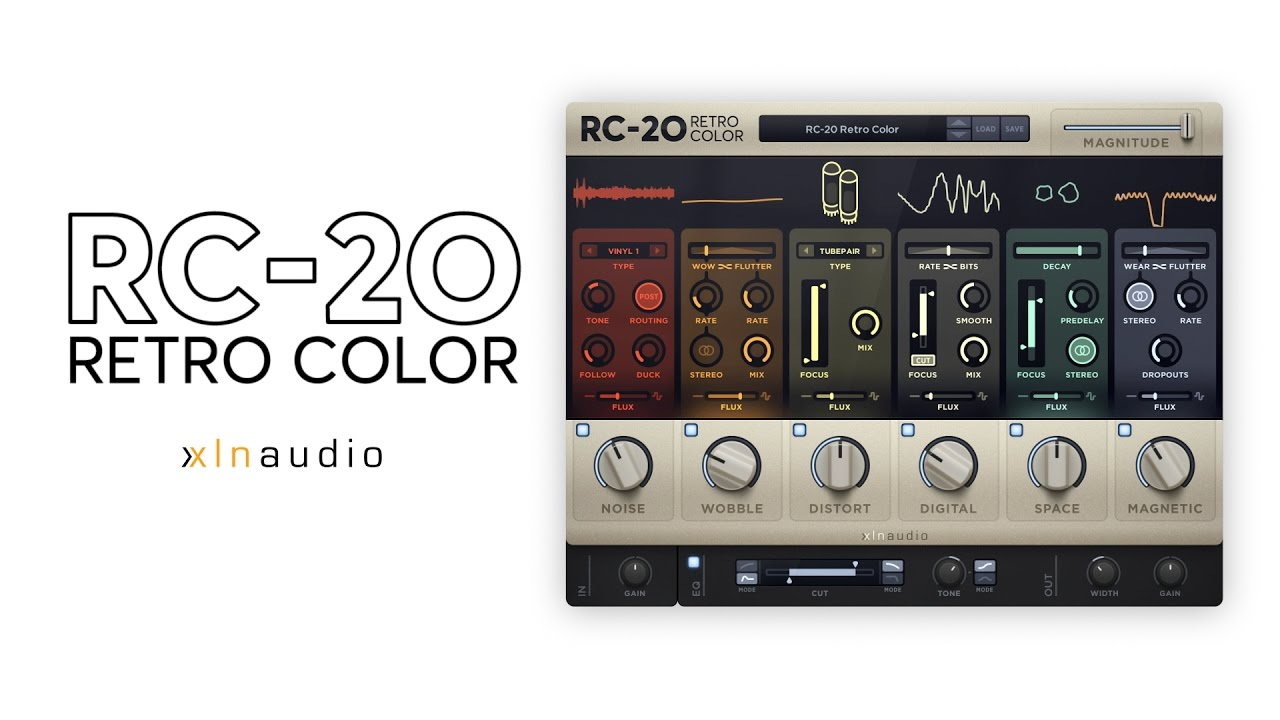 RC-20
RETRO COLOR
xlnaudio
RC-20 RETRO COLOR
RC-20 Retro Color
LOAD SAVE
MAGNITUDE
VINYL 1
TYPE
TONE
POST
ROUTING
FOLLOW DUCK
FLUX
WOW FLUTTER
RATE RATE
STEREO MIX
FLUX
TUBEPAIR
TYPE
MIX
FOCUS
FLUX
RATE BITS
SMOOTH
CUT
FOCUS MIX
FLUX
DECAY
PREDELAY
FOCUS STEREO
FLUX
WEAR FLUTTER
STEREO RATE
DROPOUTS
FLUX
NOISE WOBBLE DISTORT DIGITAL SPACE MAGNETIC
xlnaudio
IN
GAIN
EQ
MODE
CUT
MODE
TONE
MODE
OUT
WIDTH
GAIN